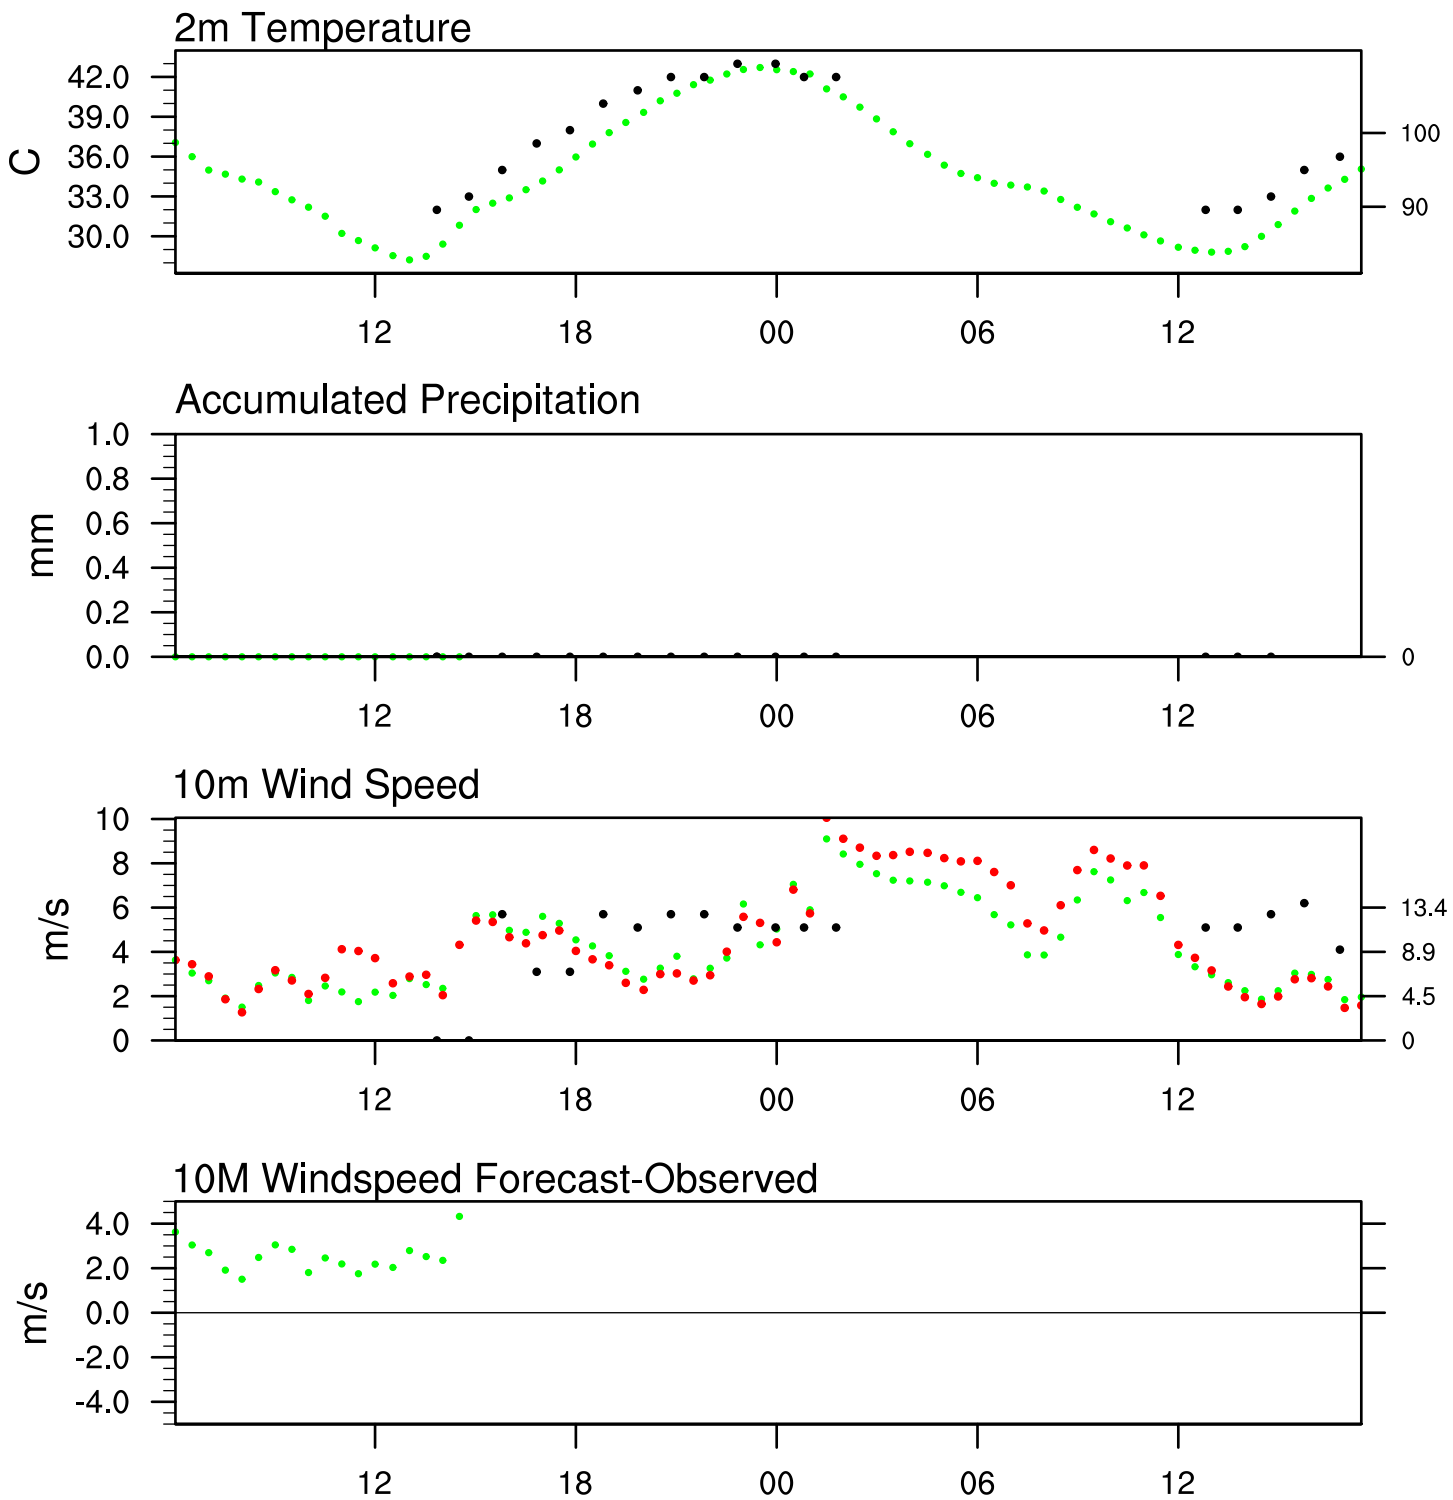 2m Temperature
42.0
39.0
36.0
33.0
30.0
C
100
90
12 18 00 06 12
Accumulated Precipitation
1.0
0.8
0.6
0.4
0.2
0.0
mm
0
12 18 00 06 12
10m Wind Speed
10
8
6
4
2
0
m/s
13.4
8.9
4.5
0
12 18 00 06 12
10M Windspeed Forecast-Observed
4.0
2.0
0.0
-2.0
-4.0
m/s
12 18 00 06 12